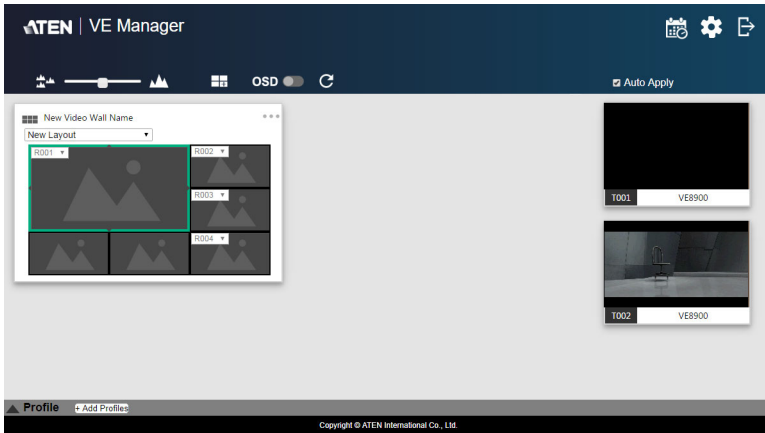 ATEN VE Manager
OSD
Auto Apply
New Video Wall Name
New Layout
R001
R002
R003
R004
T001 VE8900
T002 VE8900
Profile + Add Profiles
Copyright © ATEN International Co., Ltd.